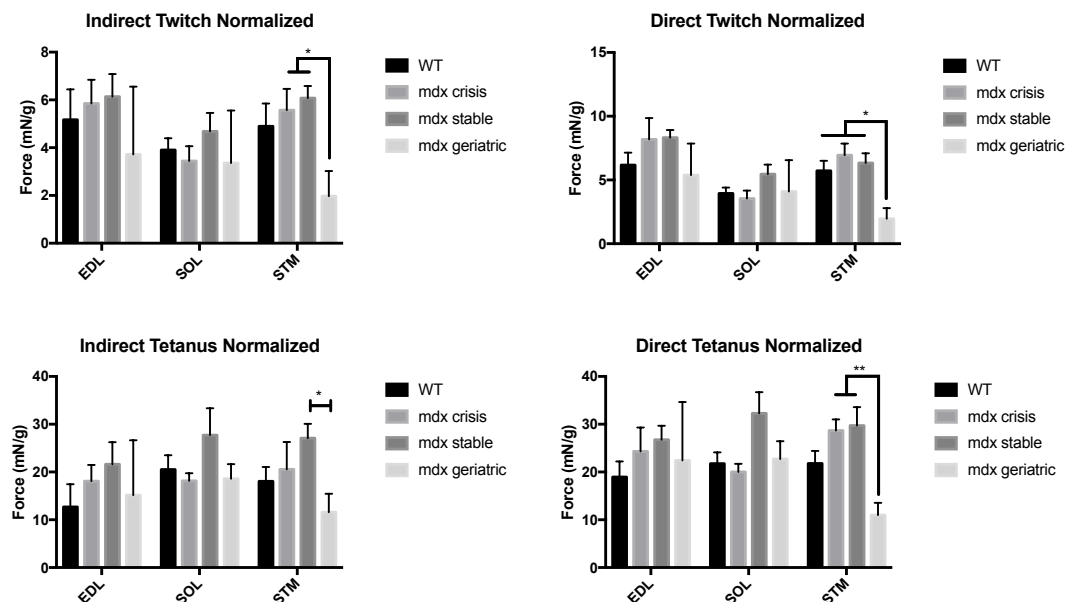 Indirect Twitch Normalized
8
6
4
2
0
Force (mN/g)
*
EDL
SOL
STM
WT
mdx crisis
mdx stable
mdx geriatric
Direct Twitch Normalized
15
10
5
0
Force (mN/g)
*
EDL
SOL
STM
WT
mdx crisis
mdx stable
mdx geriatric
Indirect Tetanus Normalized
40
30
20
10
0
Force (mN/g)
*
EDL
SOL
STM
WT
mdx crisis
mdx stable
mdx geriatric
Direct Tetanus Normalized
40
30
20
10
0
Force (mN/g)
**
EDL
SOL
STM
WT
mdx crisis
mdx stable
mdx geriatric